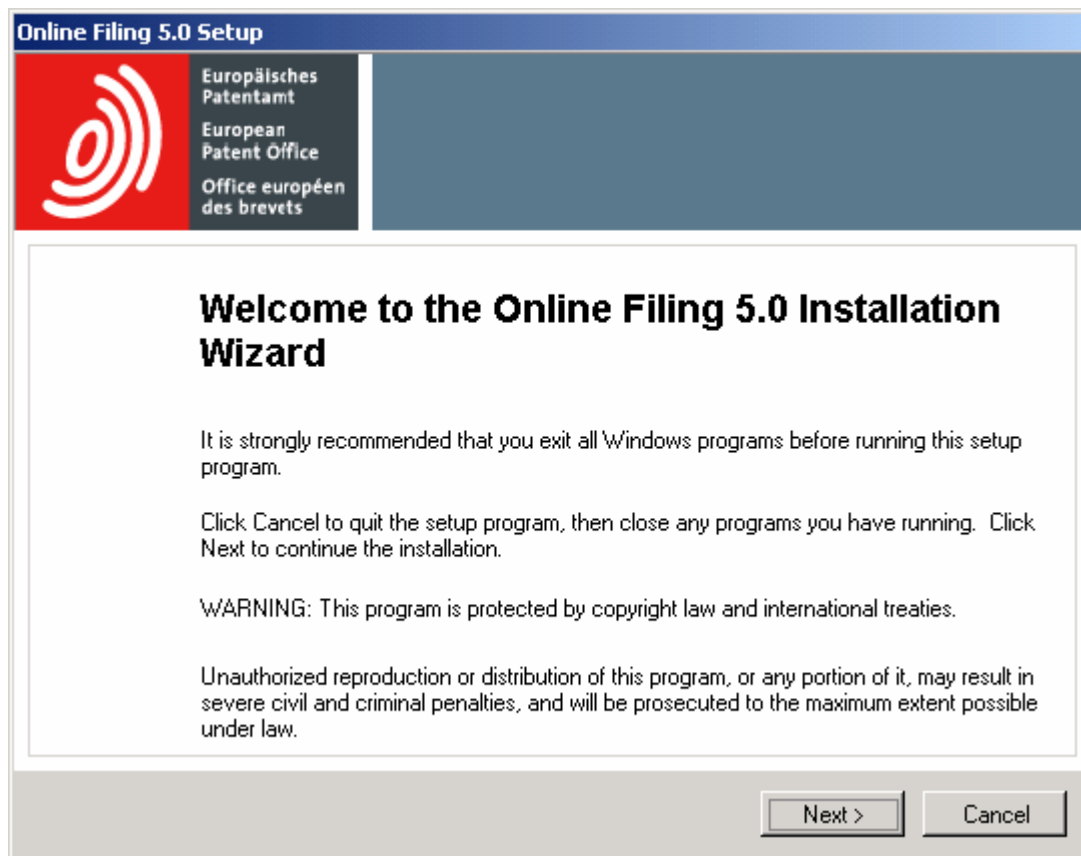 Online Filing 5.0 Setup
Europäisches
Patentamt
European
Patent Office
Office européen
des brevets
Welcome to the Online Filing 5.0 Installation
Wizard
It is strongly recommended that you exit all Windows programs before running this setup
program.
Click Cancel to quit the setup program, then close any programs you have running.  Click
Next to continue the installation.
WARNING: This program is protected by copyright law and international treaties.
Unauthorized reproduction or distribution of this program, or any portion of it, may result in
severe civil and criminal penalties, and will be prosecuted to the maximum extent possible
under law.
Next >
Cancel